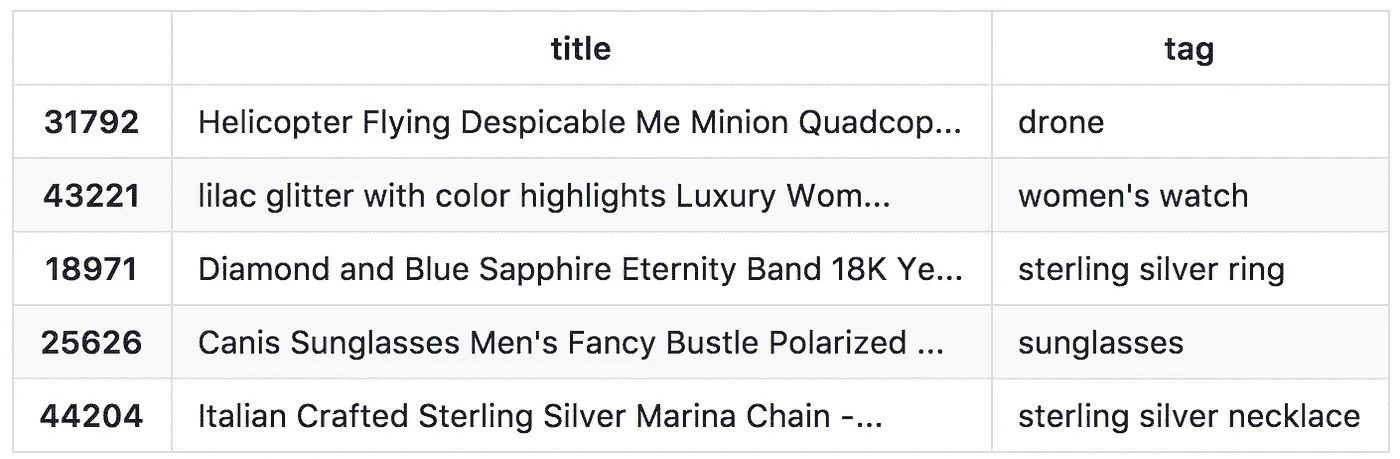 title tag
31792 Helicopter Flying Despicable Me Minion Quadcop... drone
43221 lilac glitter with color highlights Luxury Wom... women's watch
18971 Diamond and Blue Sapphire Eternity Band 18K Ye... sterling silver ring
25626 Canis Sunglasses Men's Fancy Bustle Polarized ... sunglasses
44204 Italian Crafted Sterling Silver Marina Chain -... sterling silver necklace